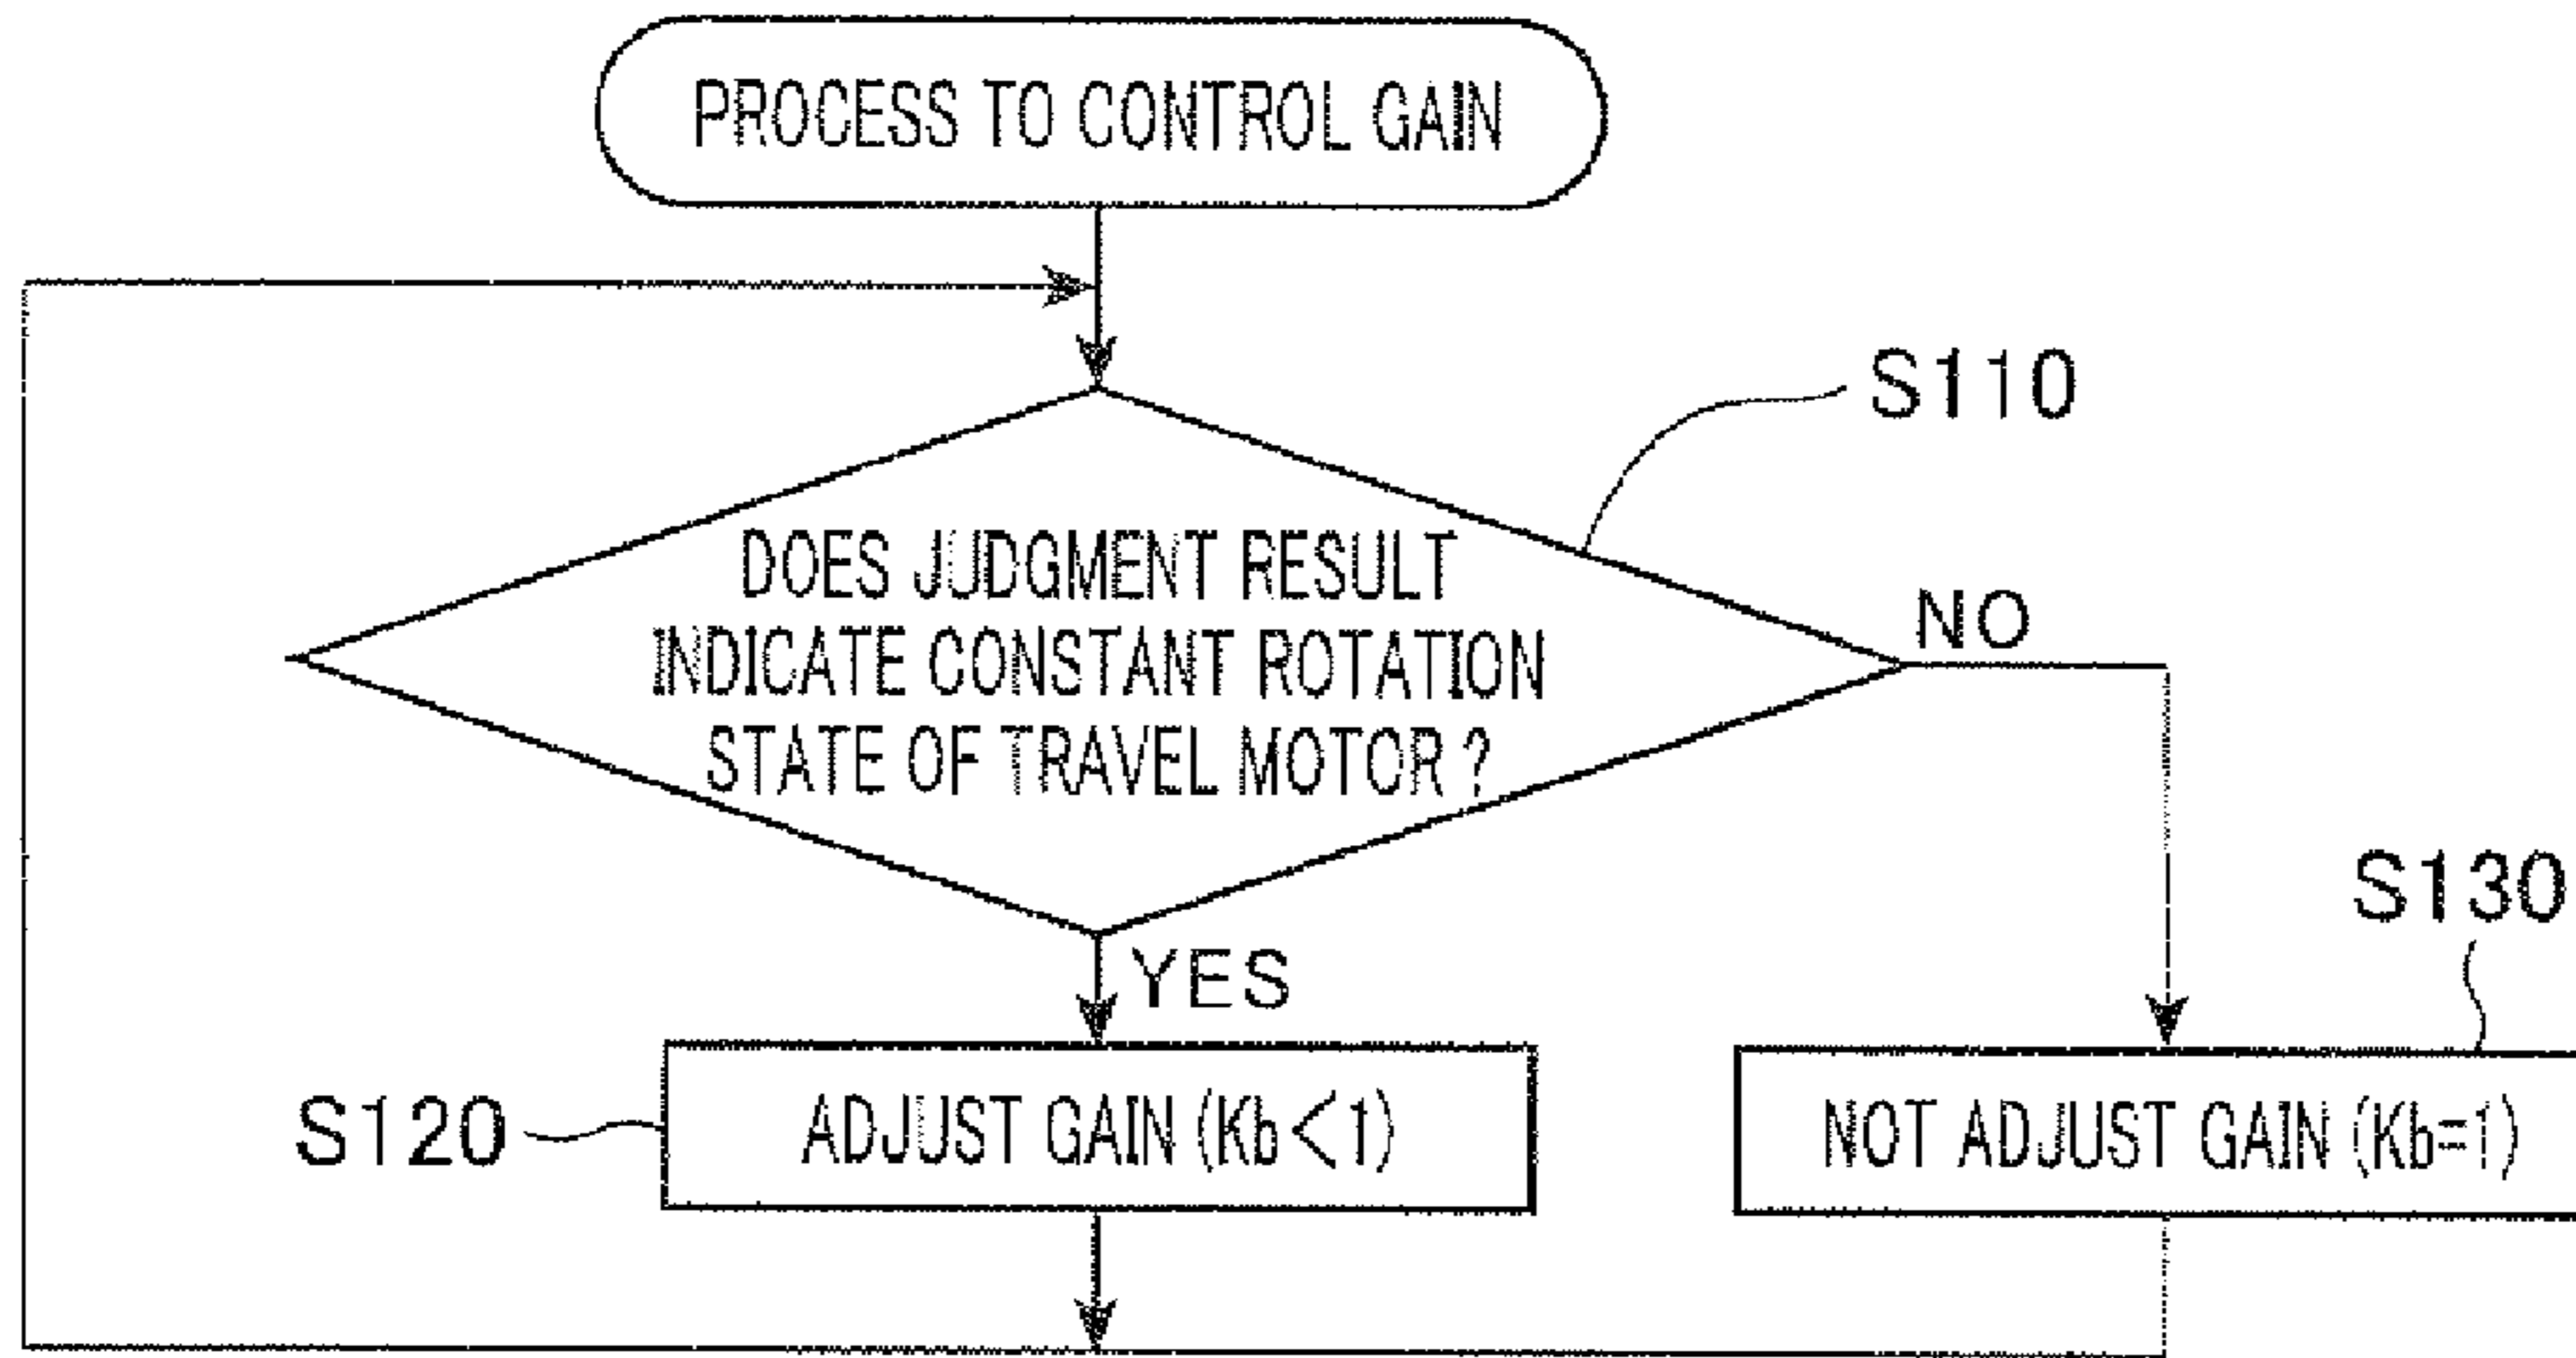 PROCESS TO CONTROL GAIN
S110
DOES JUDGMENT RESULT
INDICATE CONSTANT ROTATION
STATE OF TRAVEL MOTOR?
NO
YES
S130
S120
ADJUST GAIN (Kb<1)
NOT ADJUST GAIN (Kb=1)